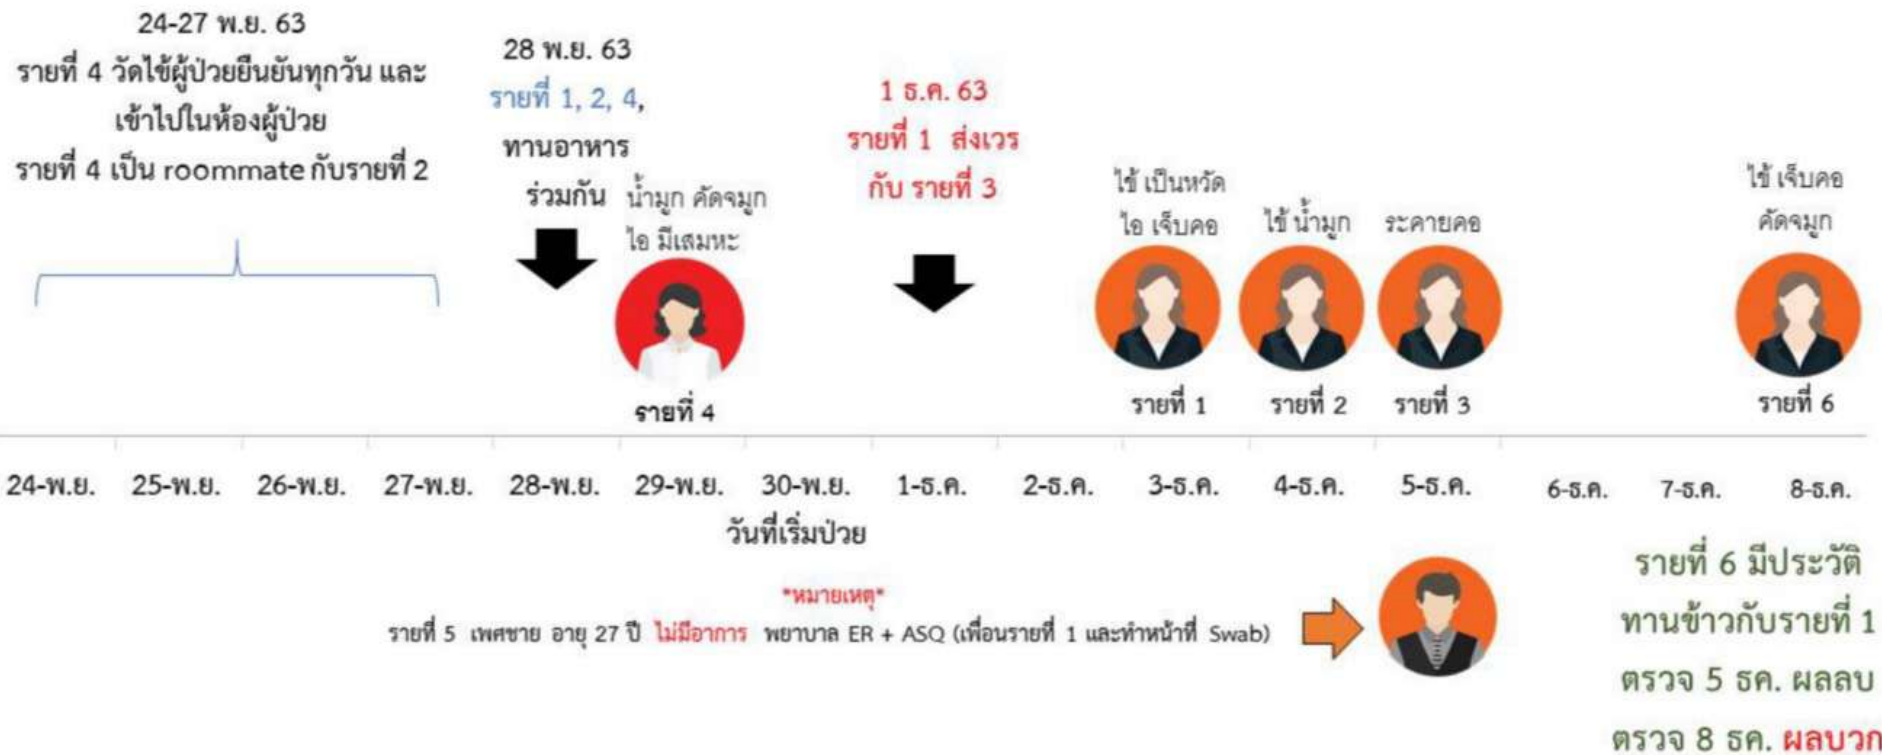 24-27 พ.ย. 63
รายที่ 4 วัดไข้ผู้ป่วยยืนยันทุกวัน และ
เข้าไปในห้องผู้ป่วย
รายที่ 4 เป็น roommate กับรายที่ 2
28 พ.ย. 63
รายที่ 1, 2, 4,
ทานอาหาร
ร่วมกัน
น้ำมูก คัดจมูก
ไอ มีเสมหะ
รายที่ 4
1 ธ.ค. 63
รายที่ 1 ส่งเวร
กับ รายที่ 3
ไข้ เป็นหวัด
ไอ เจ็บคอ
รายที่ 1
ไข้ น้ำมูก
รายที่ 2
ระคายคอ
รายที่ 3
ไข้ เจ็บคอ
คัดจมูก
รายที่ 6
24-พ.ย. 25-พ.ย. 26-พ.ย. 27-พ.ย. 28-พ.ย. 29-พ.ย. 30-พ.ย. 1-ธ.ค. 2-ธ.ค. 3-ธ.ค. 4-ธ.ค. 5-ธ.ค. 6-ธ.ค. 7-ธ.ค. 8-ธ.ค.
วันที่เริ่มป่วย
*หมายเหตุ*
รายที่ 5 เพศชาย อายุ 27 ปี ไม่มีอาการ พยาบาล ER + ASQ (เพื่อนรายที่ 1 และทำหน้าที่ Swab)
รายที่ 6 มีประวัติ
ทานข้าวกับรายที่ 1
ตรวจ 5 ธค. ผลลบ
ตรวจ 8 ธค. ผลบวก